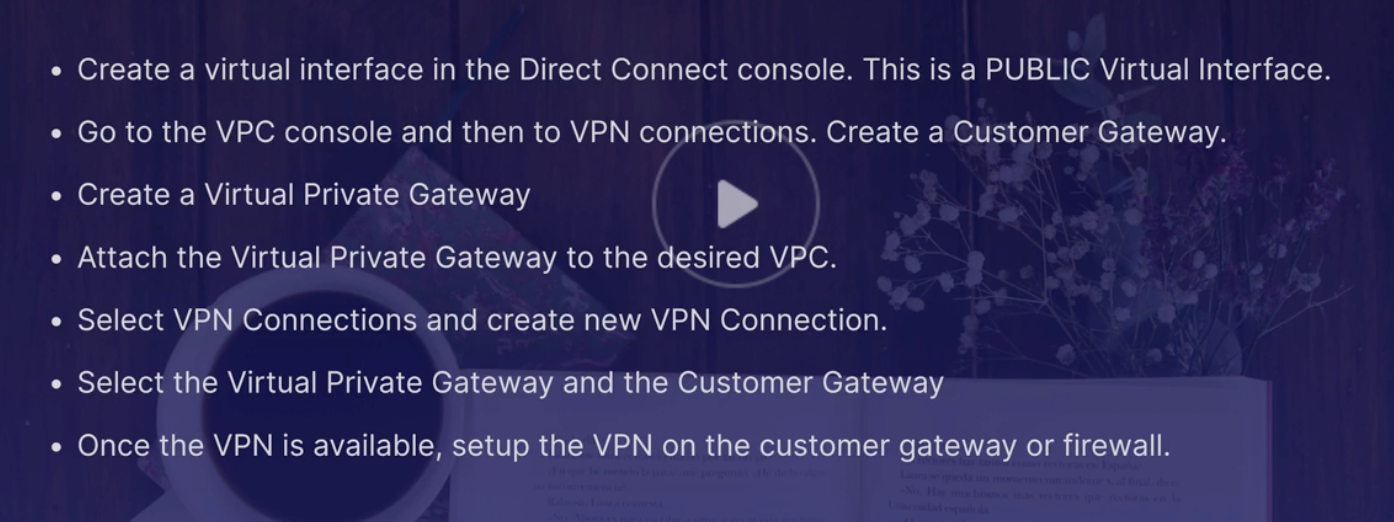 • Create a virtual interface in the Direct Connect console. This is a PUBLIC Virtual Interface.
• Go to the VPC console and then to VPN connections. Create a Customer Gateway.
• Create a Virtual Private Gateway
• Attach the Virtual Private Gateway to the desired VPC.
• Select VPN Connections and create new VPN Connection.
• Select the Virtual Private Gateway and the Customer Gateway
• Once the VPN is available, setup the VPN on the customer gateway or firewall.